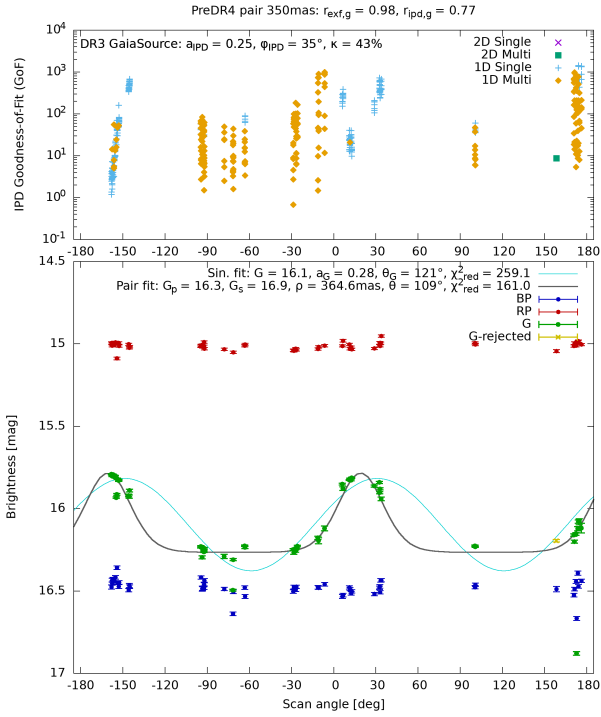 PreDR4 pair 350mas: r_exf,g = 0.98, r_ipd,g = 0.77
DR3 GaiaSource: a_IPD = 0.25, φ_IPD = 35°, κ = 43%
2D Single
2D Multi
1D Single
1D Multi
IPD Goodness-of-Fit (GoF)
10^4
10^3
10^2
10^1
10^0
10^-1
-180 -150 -120 -90 -60 -30 0 30 60 90 120 150 180
Sin. fit: G = 16.1, a_G = 0.28, θ_G = 121°, χ²_red = 259.1
Pair fit: G_p = 16.3, G_s = 16.9, ρ = 364.6mas, θ = 109°, χ²_red = 161.0
BP
RP
G
G-rejected
Brightness [mag]
14.5
15
15.5
16
16.5
17
-180 -150 -120 -90 -60 -30 0 30 60 90 120 150 180
Scan angle [deg]